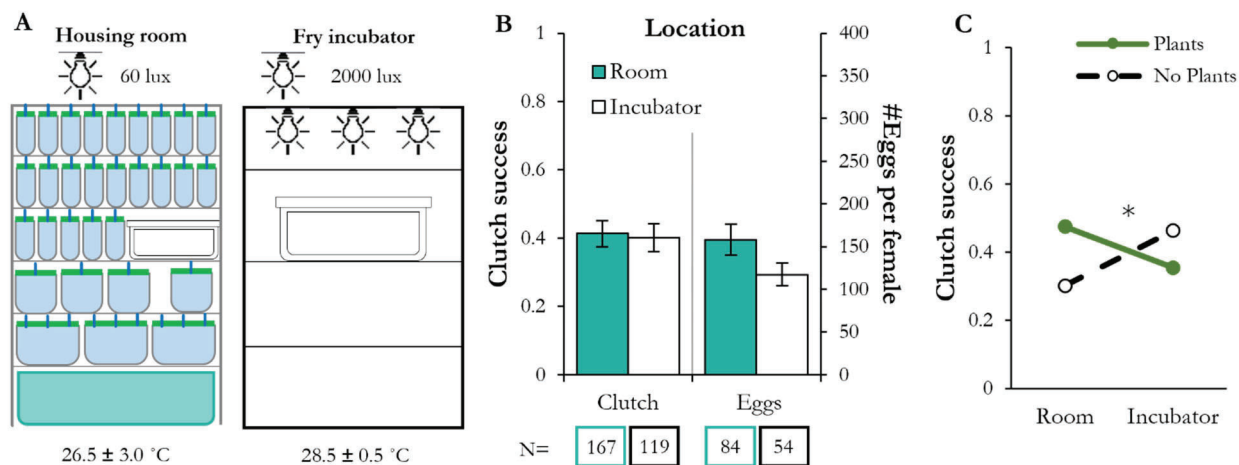 A
Housing room
60 lux
26.5 ± 3.0 ˚C
Fry incubator
2000 lux
28.5 ± 0.5 ˚C
B
Location
Room
Incubator
Clutch success
1
0.8
0.6
0.4
0.2
0
#Eggs per female
400
350
300
250
200
150
100
50
0
Clutch
Eggs
N= 167 119 84 54
C
Plants
No Plants
Clutch success
1
0.8
0.6
0.4
0.2
0
*
Room
Incubator